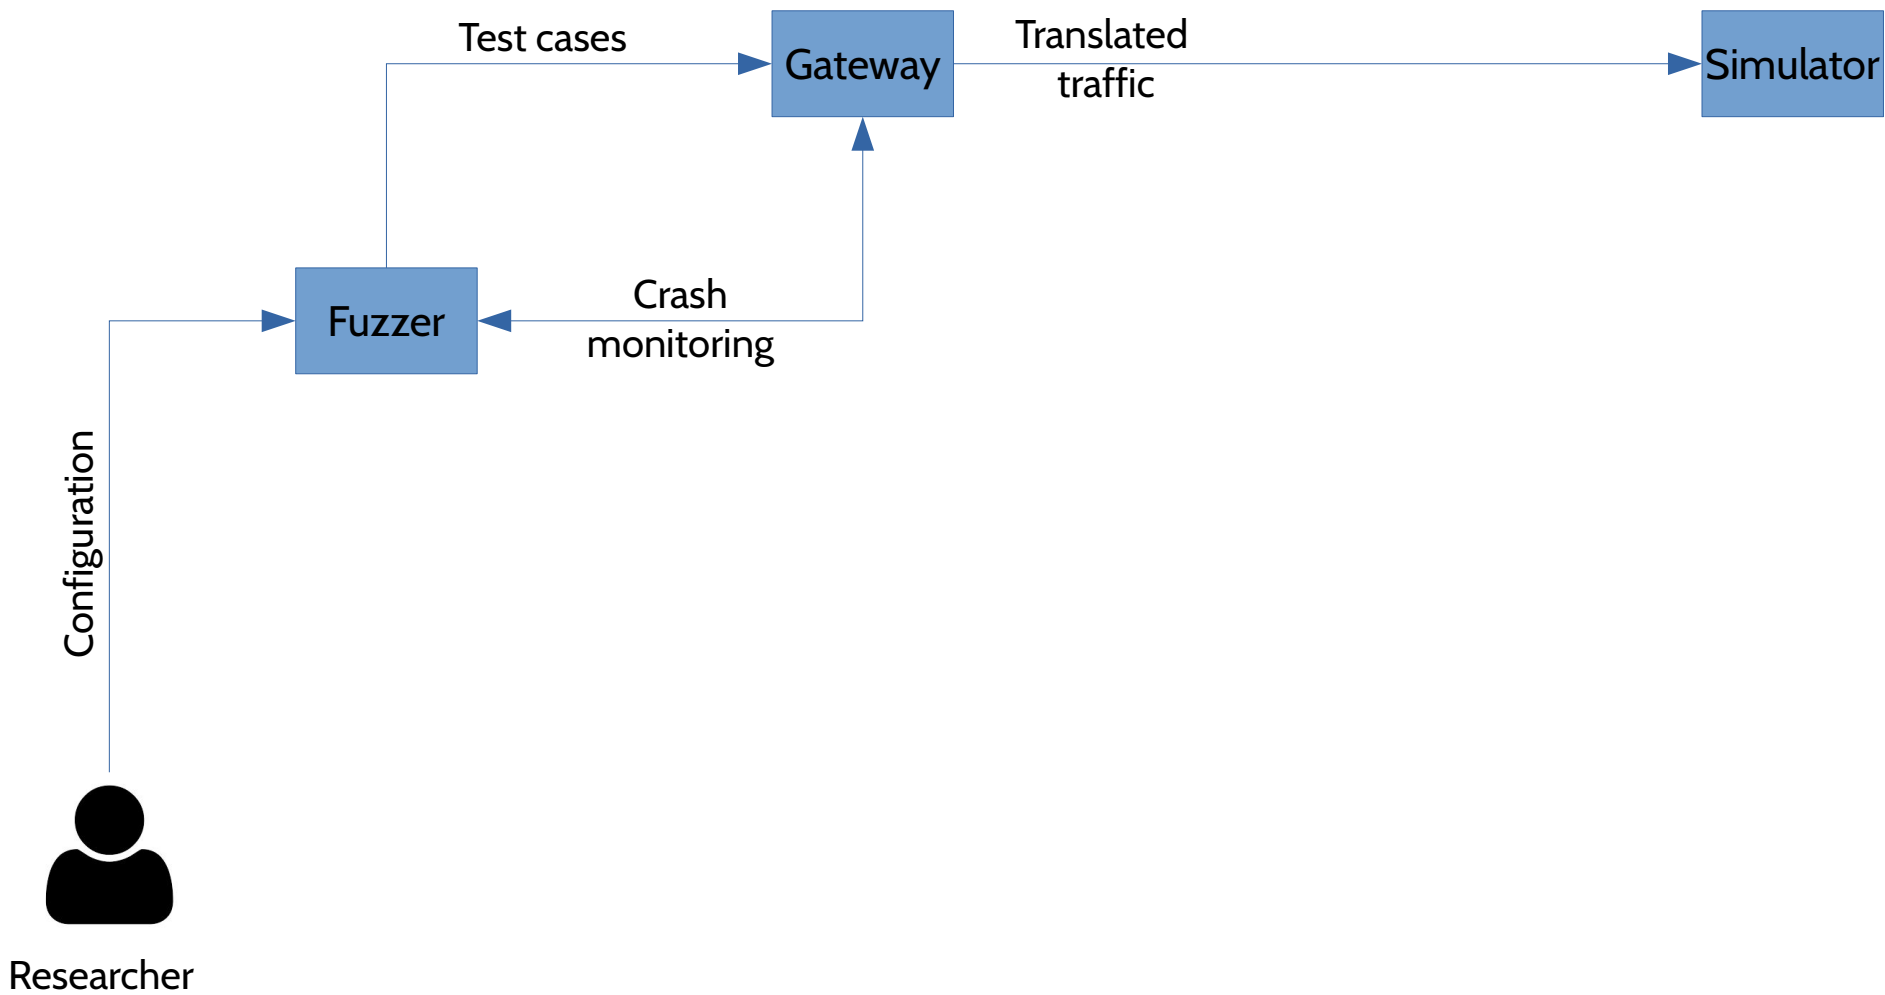 Test cases
Gateway
Translated
traffic
Simulator
Fuzzer
Crash
monitoring
Configuration
Researcher